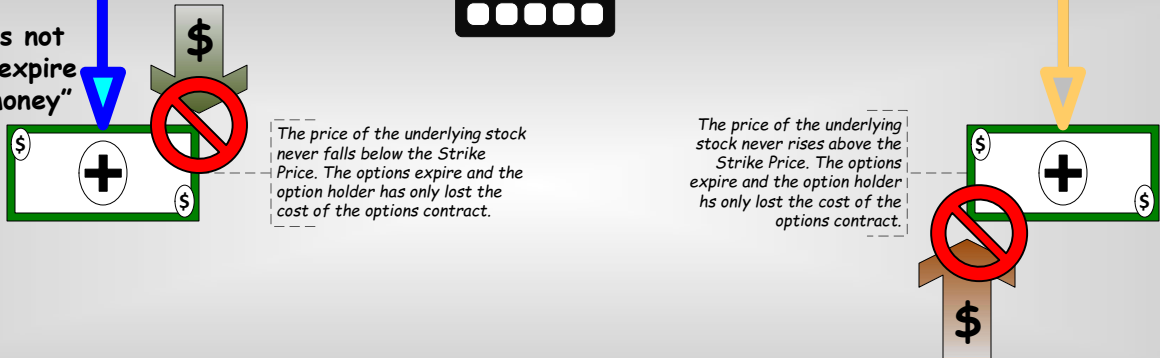 s not
expire
oney”
$
$
$
The price of the underlying stock
never falls below the Strike
Price. The options expire and the
option holder has only lost the
cost of the options contract.
The price of the underlying
stock never rises above the
Strike Price. The options
expire and the option holder
hs only lost the cost of the
options contract.
$
$
$